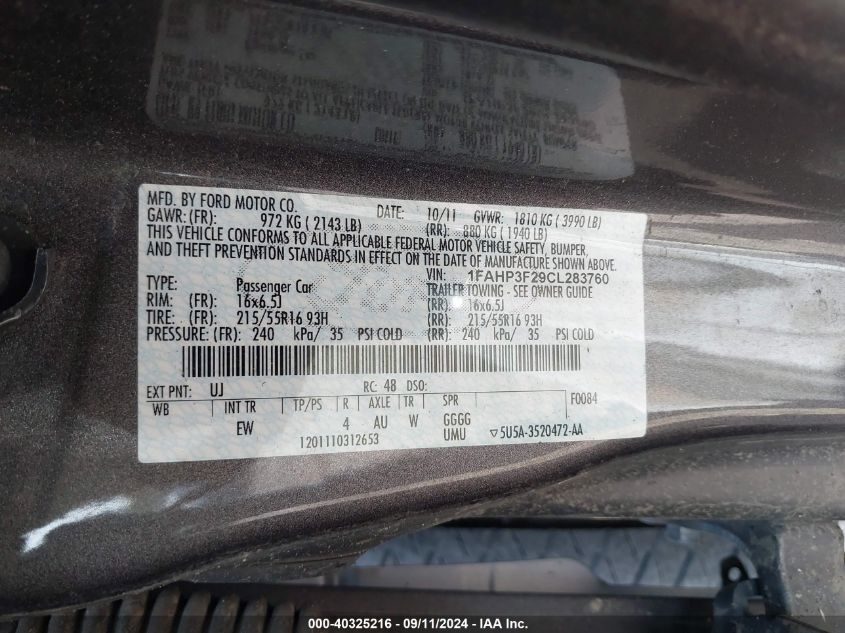 MFD. BY FORD MOTOR CO.
DATE: 10/11 GVWR: 1810 KG ( 3990 LB)
GAWR: (FR) 972 KG ( 2143 LB) (RR): 880 KG ( 1940 LB)
THIS VEHICLE CONFORMS TO ALL APPLICABLE FEDERAL MOTOR VEHICLE SAFETY, BUMPER,
AND THEFT PREVENTION STANDARDS IN EFFECT ON THE DATE OF MANUFACTURE SHOWN ABOVE.
VIN: 1FAHP3F29CL283760
TYPE: Passenger Car TRAILER TOWING - SEE OWNER GUIDE
RIM: (FR) 16x6.5J (RR): 16x6.5J
TIRE: (FR) 215/55R16 93H (RR): 215/55R16 93H
PRESSURE: (FR) 240 kPa/ 35 PSI COLD (RR): 240 kPa/ 35 PSI COLD
EXT PNT: UJ RC: 48 DSO: F0084
WB INT TR TP/PS R AXLE TR SPR
EW 4 AU W GGGG
1201110312653 UMU ▽5U5A-3520472-AA
000-40325216 - 09/11/2024 - IAA Inc.